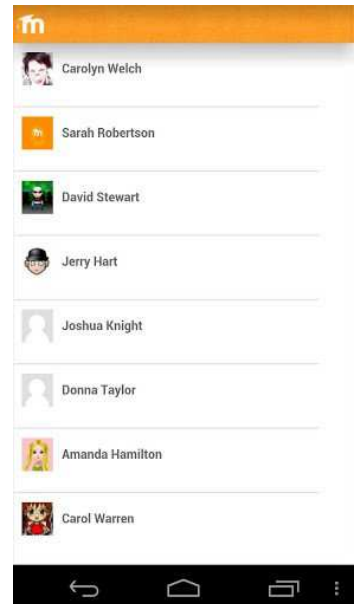 m
Carolyn Welch
Sarah Robertson
David Stewart
Jerry Hart
Joshua Knight
Donna Taylor
Amanda Hamilton
Carol Warren